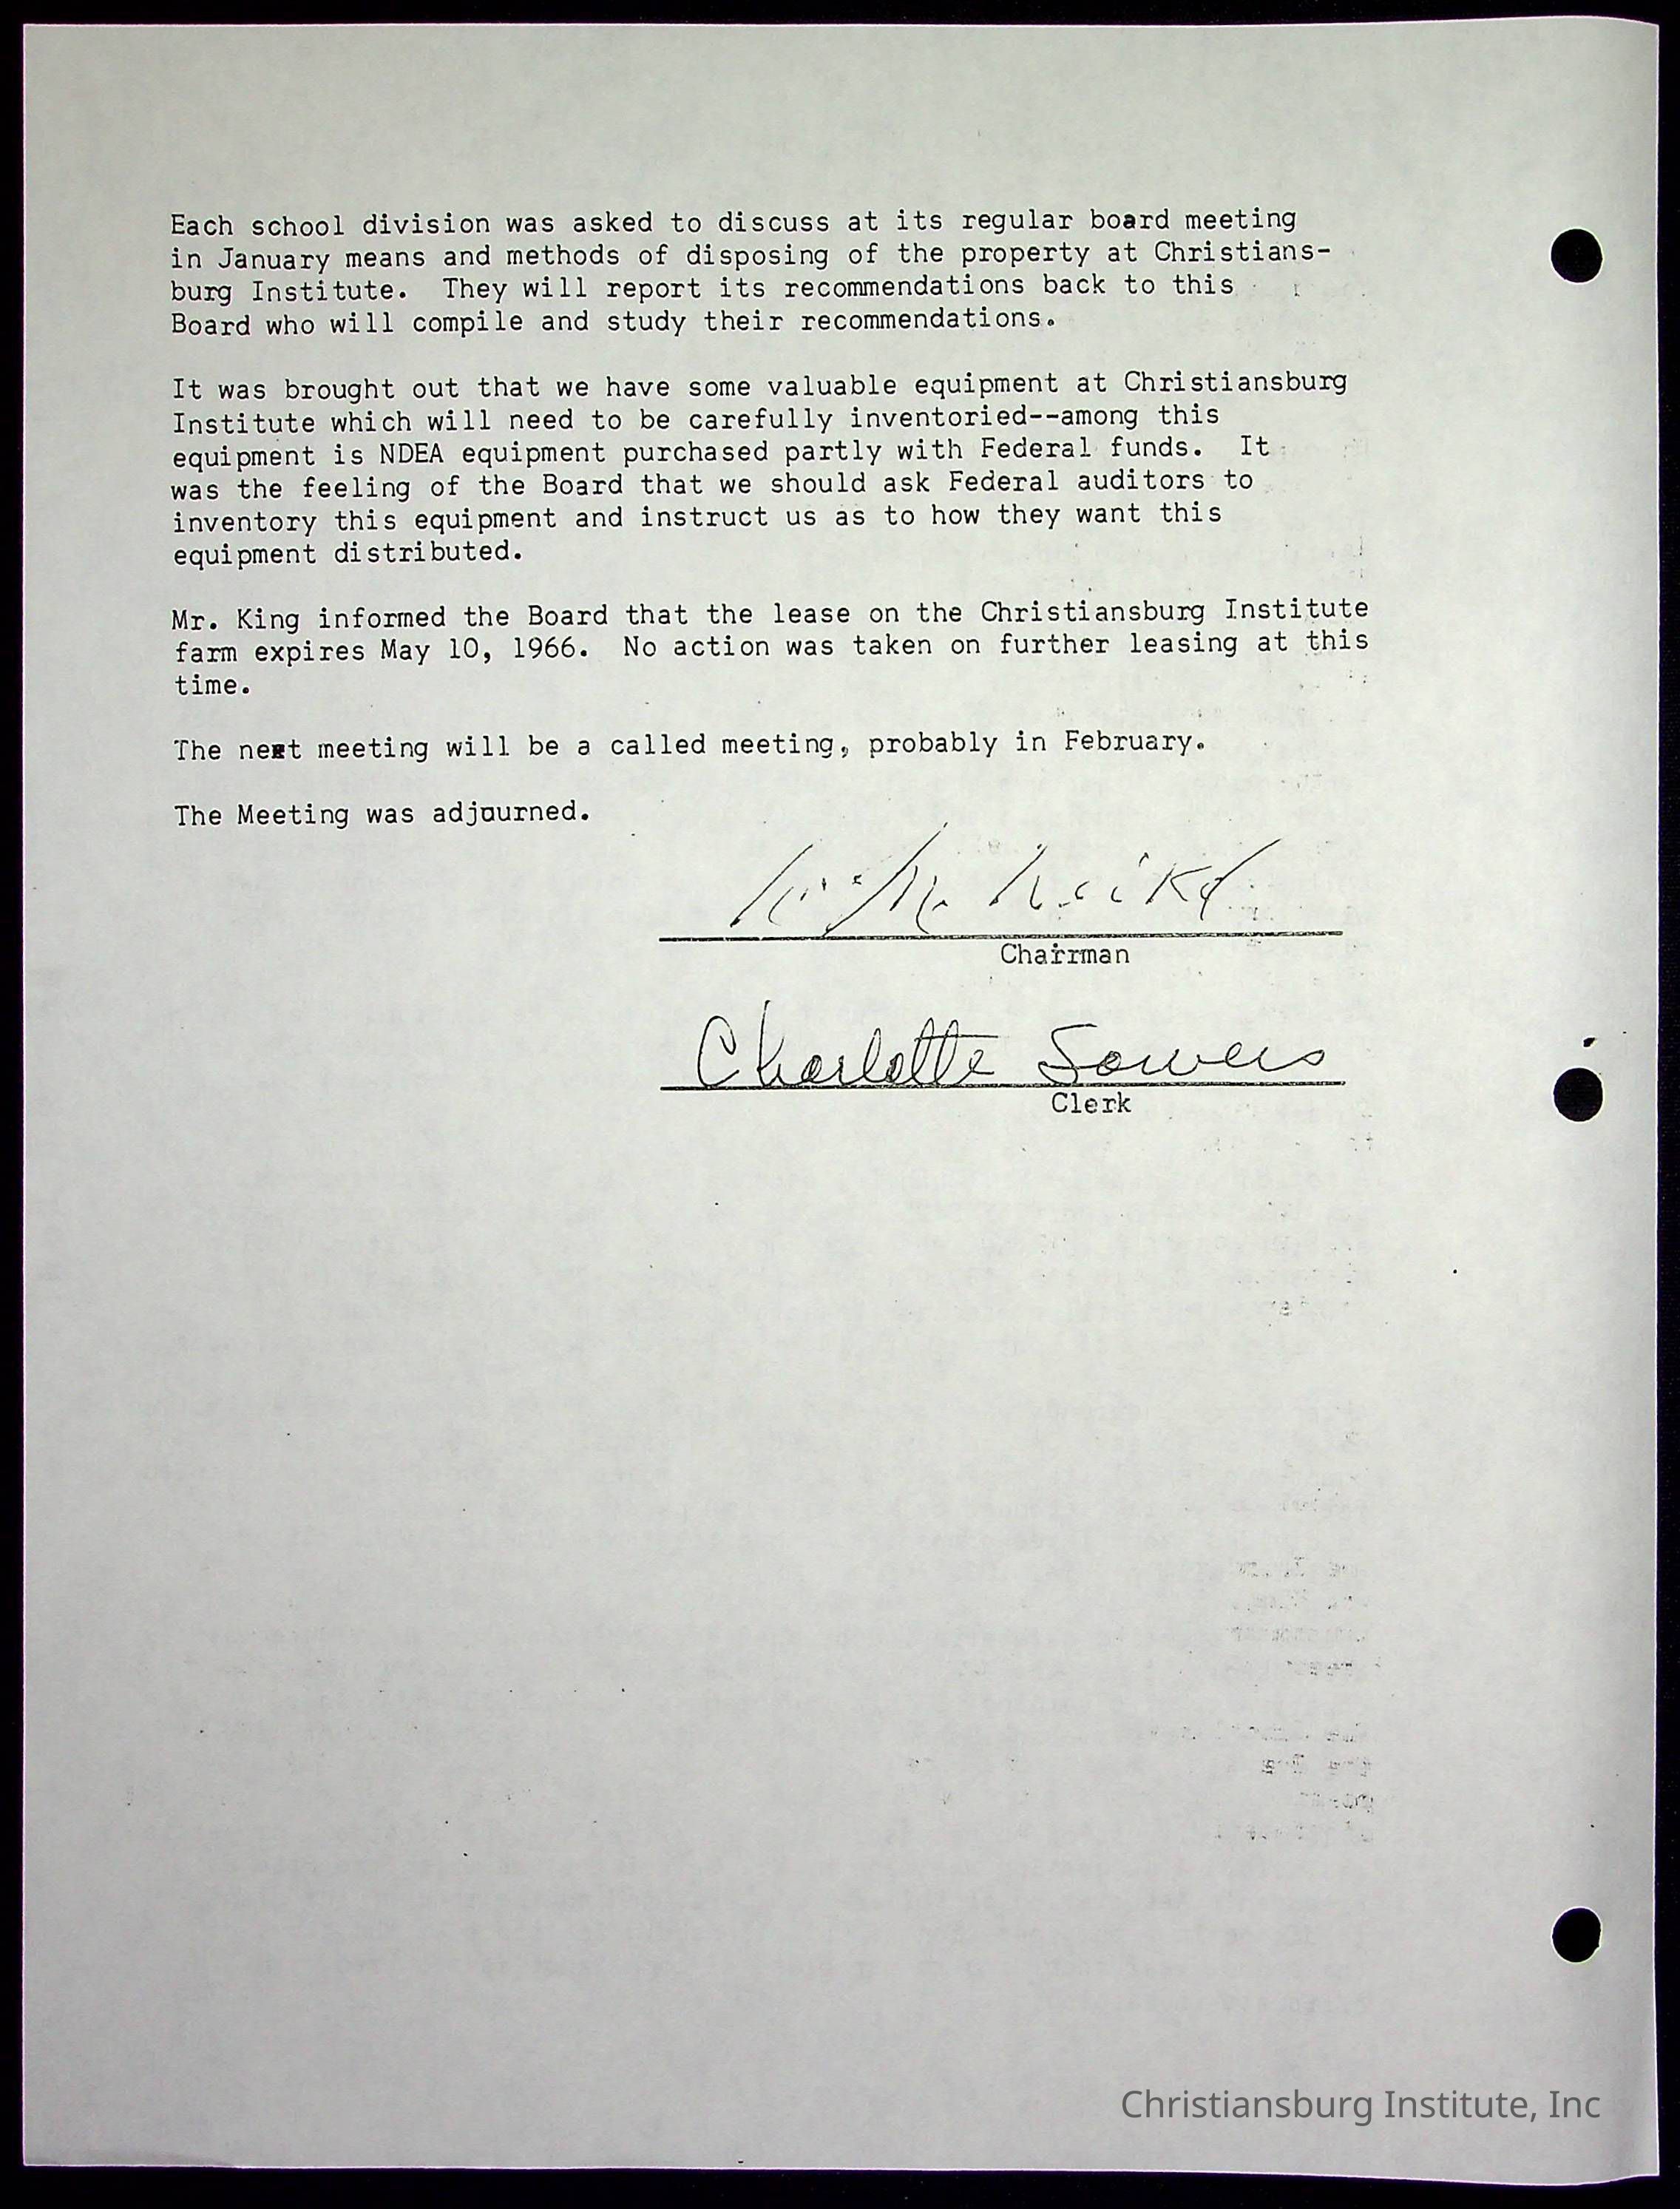 Each school division was asked to discuss at its regular board meeting
in January means and methods of disposing of the property at Christians-
burg Institute. They will report its recommendations back to this
Board who will compile and study their recommendations.
It was brought out that we have some valuable equipment at Christiansburg
Institute which will need to be carefully inventoried--among this
equipment is NDEA equipment purchased partly with Federal funds. It
was the feeling of the Board that we should ask Federal auditors to
inventory this equipment and instruct us as to how they want this
equipment distributed.
Mr. King informed the Board that the lease on the Christiansburg Institute
farm expires May 10, 1966. No action was taken on further leasing at this
time.
The next meeting will be a called meeting, probably in February.
The Meeting was adjourned.
Chairman
Charlotte Sowers
Clerk
Christiansburg Institute, Inc